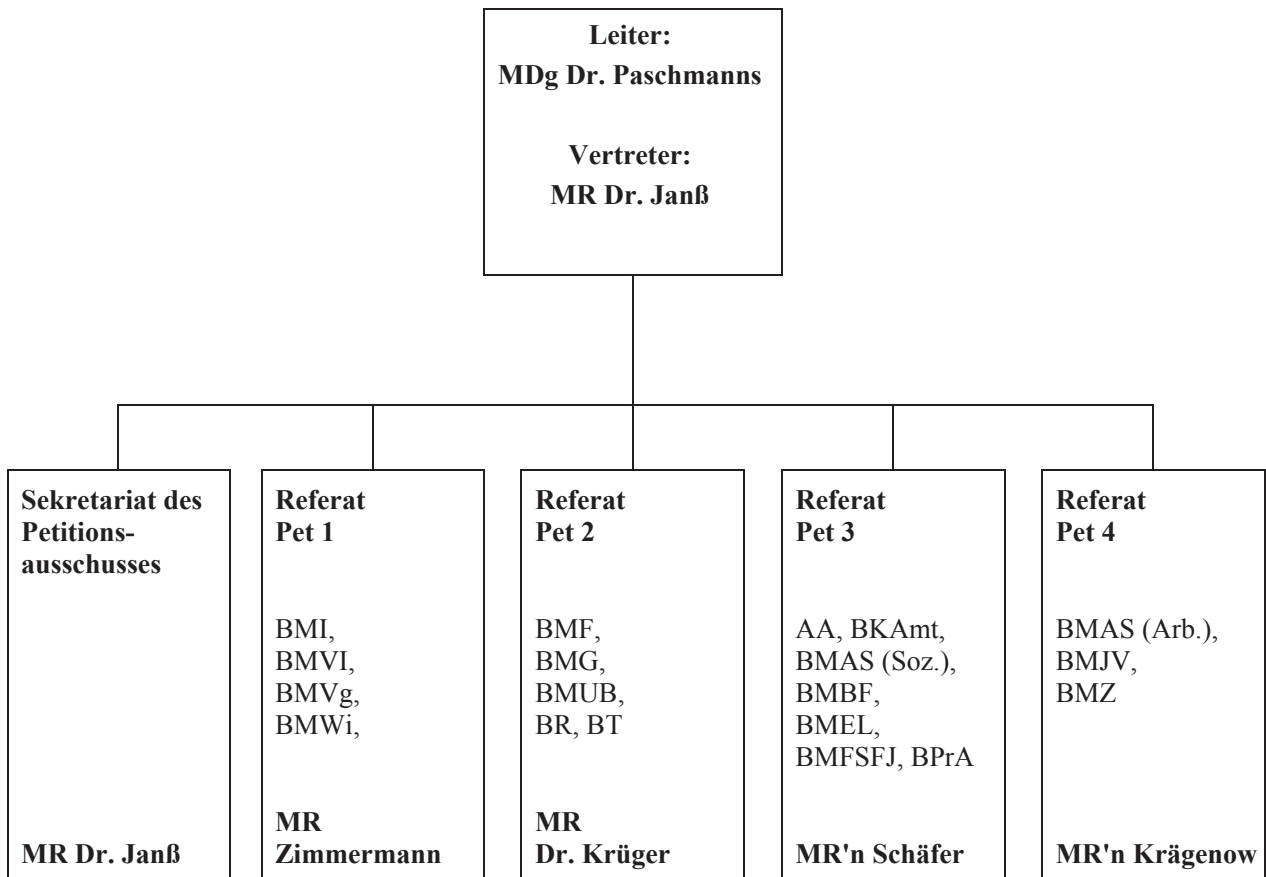 Leiter:
MDg Dr. Paschmanns
Vertreter:
MR Dr. Janß
Sekretariat des
Petitions-
ausschusses
MR Dr. Janß
Referat
Pet 1
BMI,
BMVI,
BMVg,
BMWi,
MR
Zimmermann
Referat
Pet 2
BMF,
BMG,
BMUB,
BR, BT
MR
Dr. Krüger
Referat
Pet 3
AA, BKAmt,
BMAS (Soz.),
BMBF,
BMEL,
BMFSFJ, BPrA
MR'n Schäfer
Referat
Pet 4
BMAS (Arb.),
BMJV,
BMZ
MR'n Krägenow